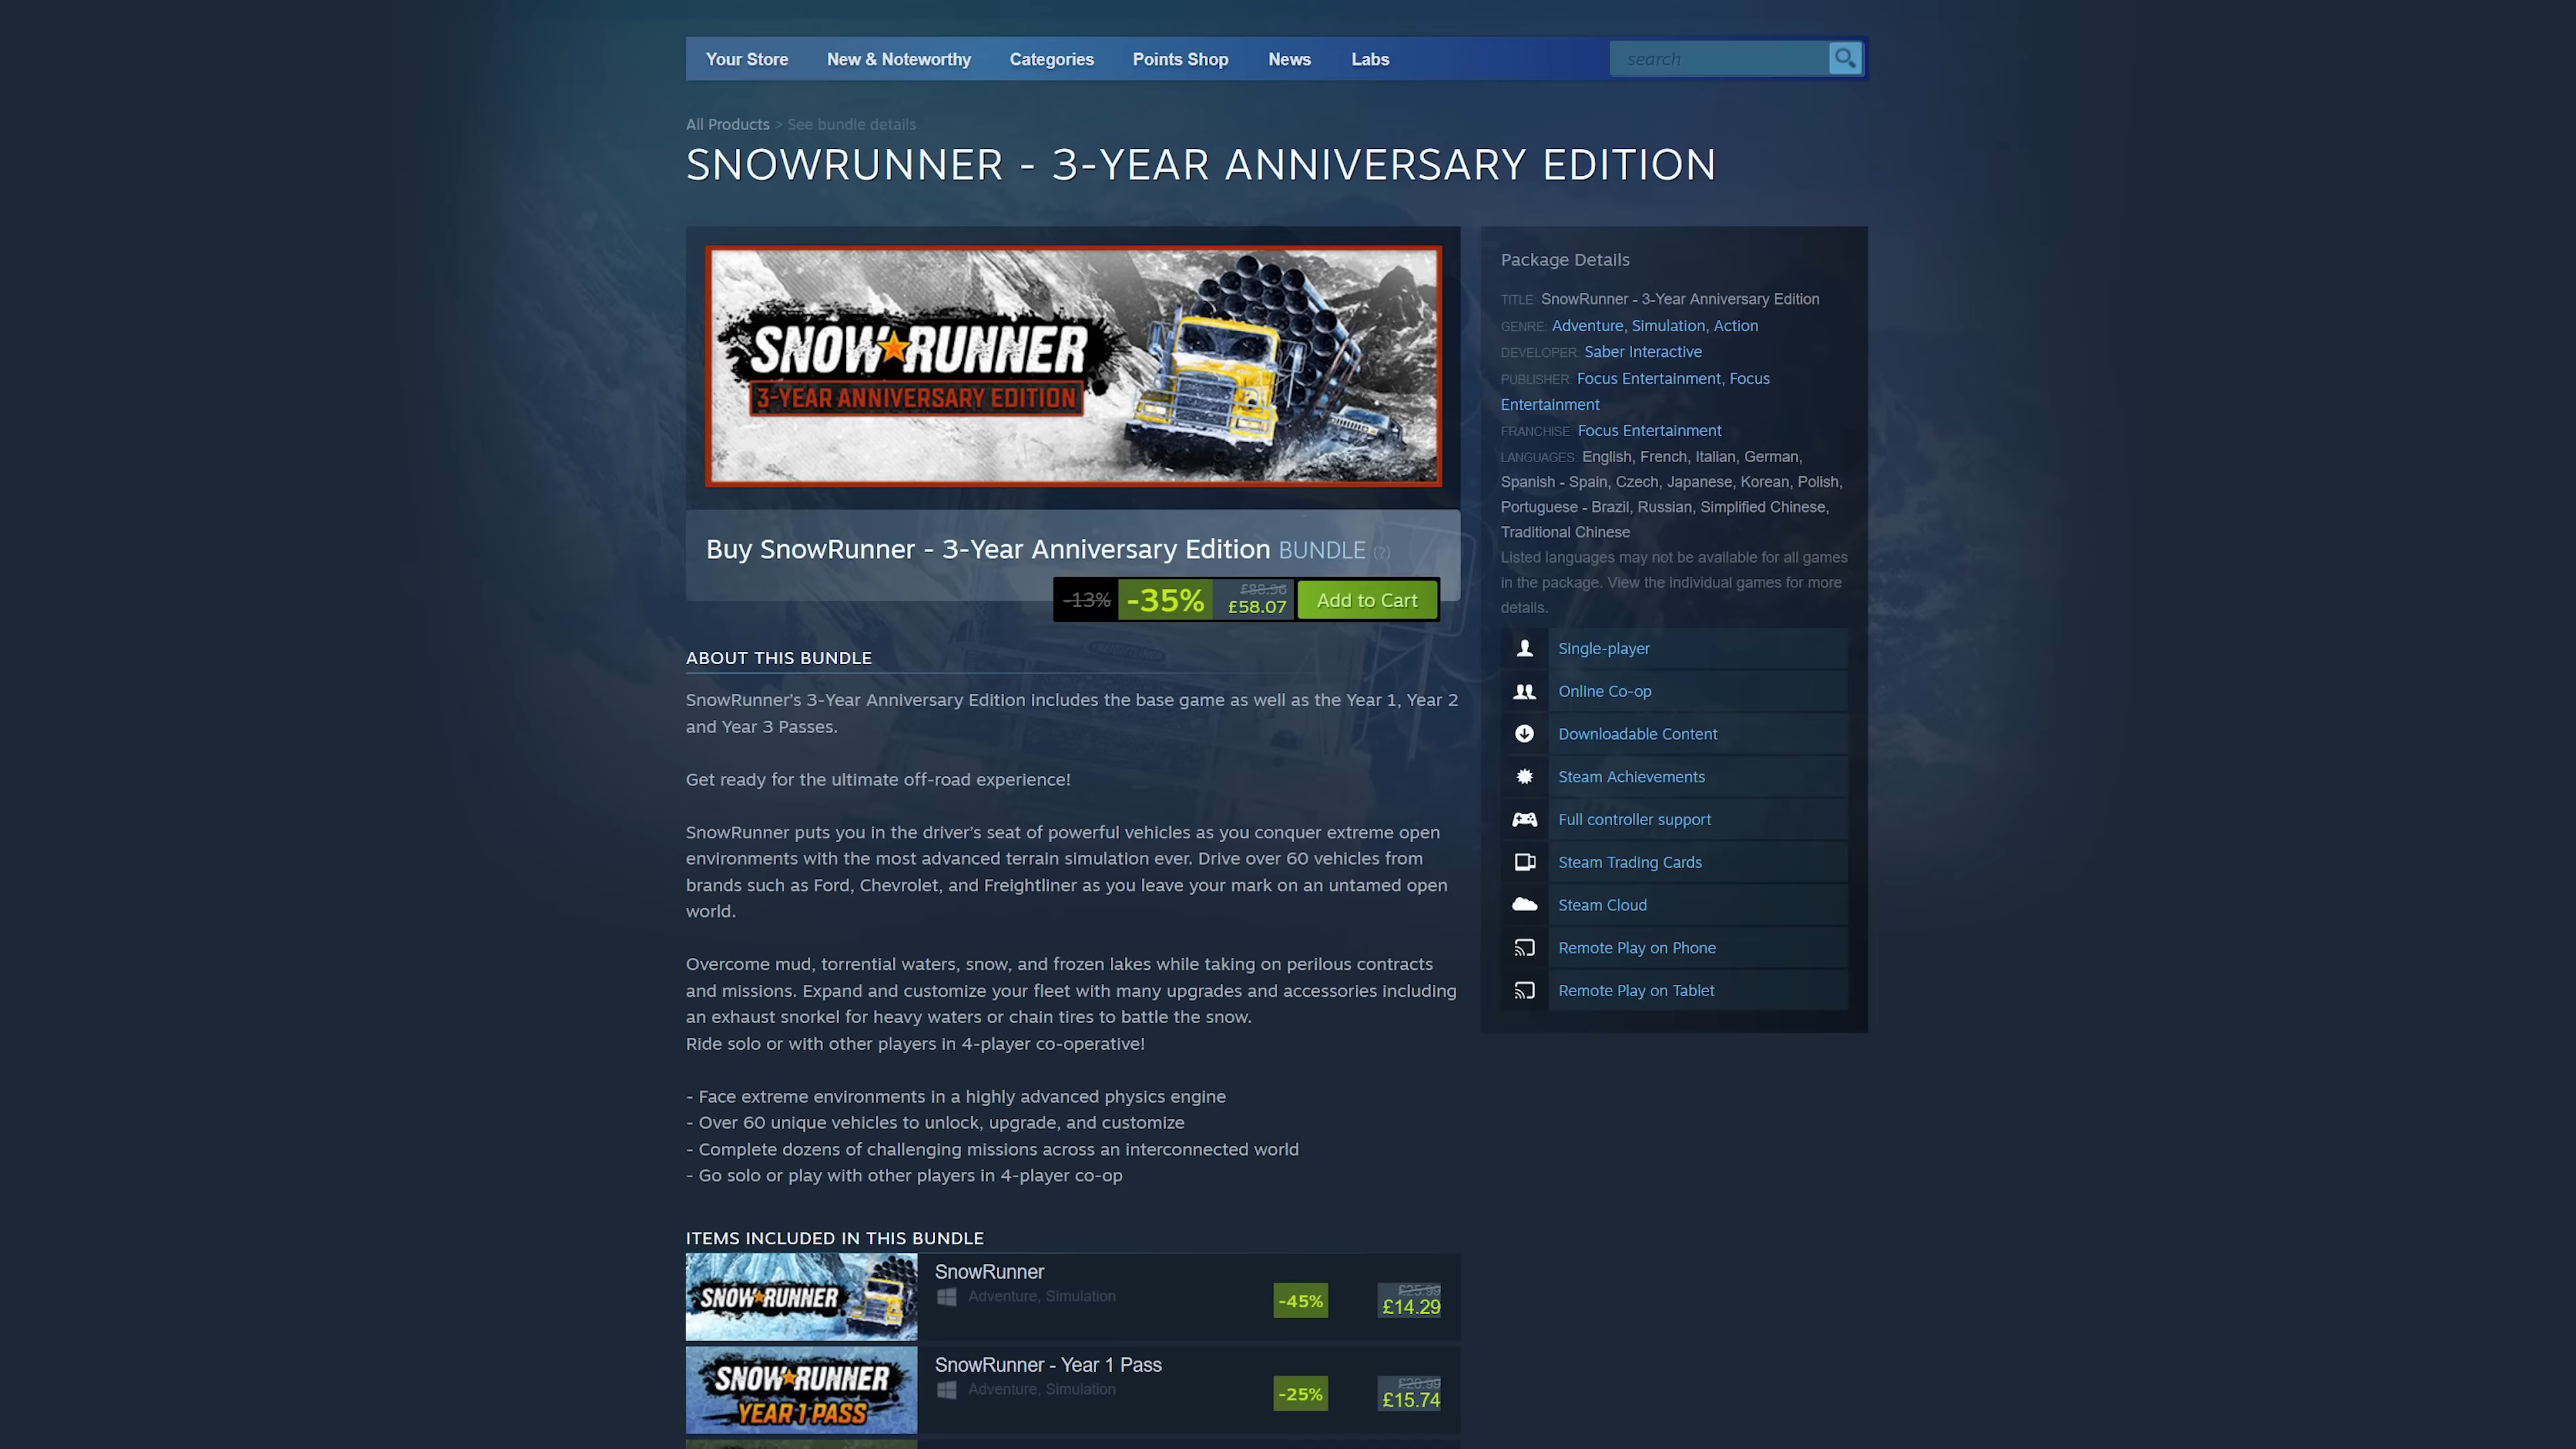 Your Store New & Noteworthy Categories Points Shop News Labs search
All Products > See bundle details
SNOWRUNNER - 3-YEAR ANNIVERSARY EDITION
SNOWRUNNER
3-YEAR ANNIVERSARY EDITION
Buy SnowRunner - 3-Year Anniversary Edition BUNDLE (?)
-13% -35% £88.96 £58.07 Add to Cart
ABOUT THIS BUNDLE
SnowRunner's 3-Year Anniversary Edition includes the base game as well as the Year 1, Year 2
and Year 3 Passes.
Get ready for the ultimate off-road experience!
SnowRunner puts you in the driver's seat of powerful vehicles as you conquer extreme open
environments with the most advanced terrain simulation ever. Drive over 60 vehicles from
brands such as Ford, Chevrolet, and Freightliner as you leave your mark on an untamed open
world.
Overcome mud, torrential waters, snow, and frozen lakes while taking on perilous contracts
and missions. Expand and customize your fleet with many upgrades and accessories including
an exhaust snorkel for heavy waters or chain tires to battle the snow.
Ride solo or with other players in 4-player co-operative!
- Face extreme environments in a highly advanced physics engine
- Over 60 unique vehicles to unlock, upgrade, and customize
- Complete dozens of challenging missions across an interconnected world
- Go solo or play with other players in 4-player co-op
ITEMS INCLUDED IN THIS BUNDLE
SNOWRUNNER
SnowRunner
Adventure, Simulation
-45%
£25.99
£14.29
SNOWRUNNER
YEAR 1 PASS
SnowRunner - Year 1 Pass
Adventure, Simulation
-25%
£20.99
£15.74
Package Details
TITLE: SnowRunner - 3-Year Anniversary Edition
GENRE: Adventure, Simulation, Action
DEVELOPER: Saber Interactive
PUBLISHER: Focus Entertainment, Focus
Entertainment
FRANCHISE: Focus Entertainment
LANGUAGES: English, French, Italian, German,
Spanish - Spain, Czech, Japanese, Korean, Polish,
Portuguese - Brazil, Russian, Simplified Chinese,
Traditional Chinese
Listed languages may not be available for all games
in the package. View the individual games for more
details.
Single-player
Online Co-op
Downloadable Content
Steam Achievements
Full controller support
Steam Trading Cards
Steam Cloud
Remote Play on Phone
Remote Play on Tablet